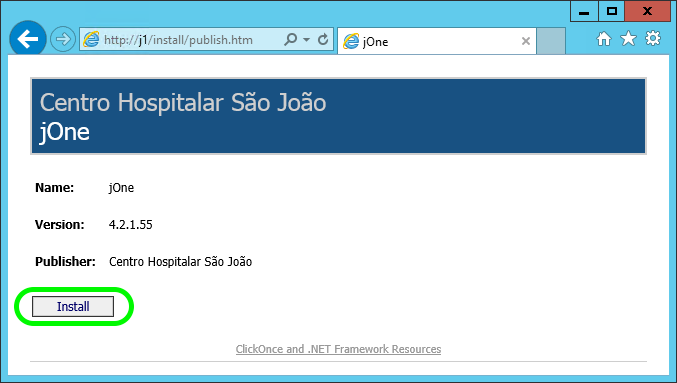 http://j1/install/publish.htm
jOne
Centro Hospitalar São João
jOne
Name: jOne
Version: 4.2.1.55
Publisher: Centro Hospitalar São João
Install
ClickOnce and .NET Framework Resources